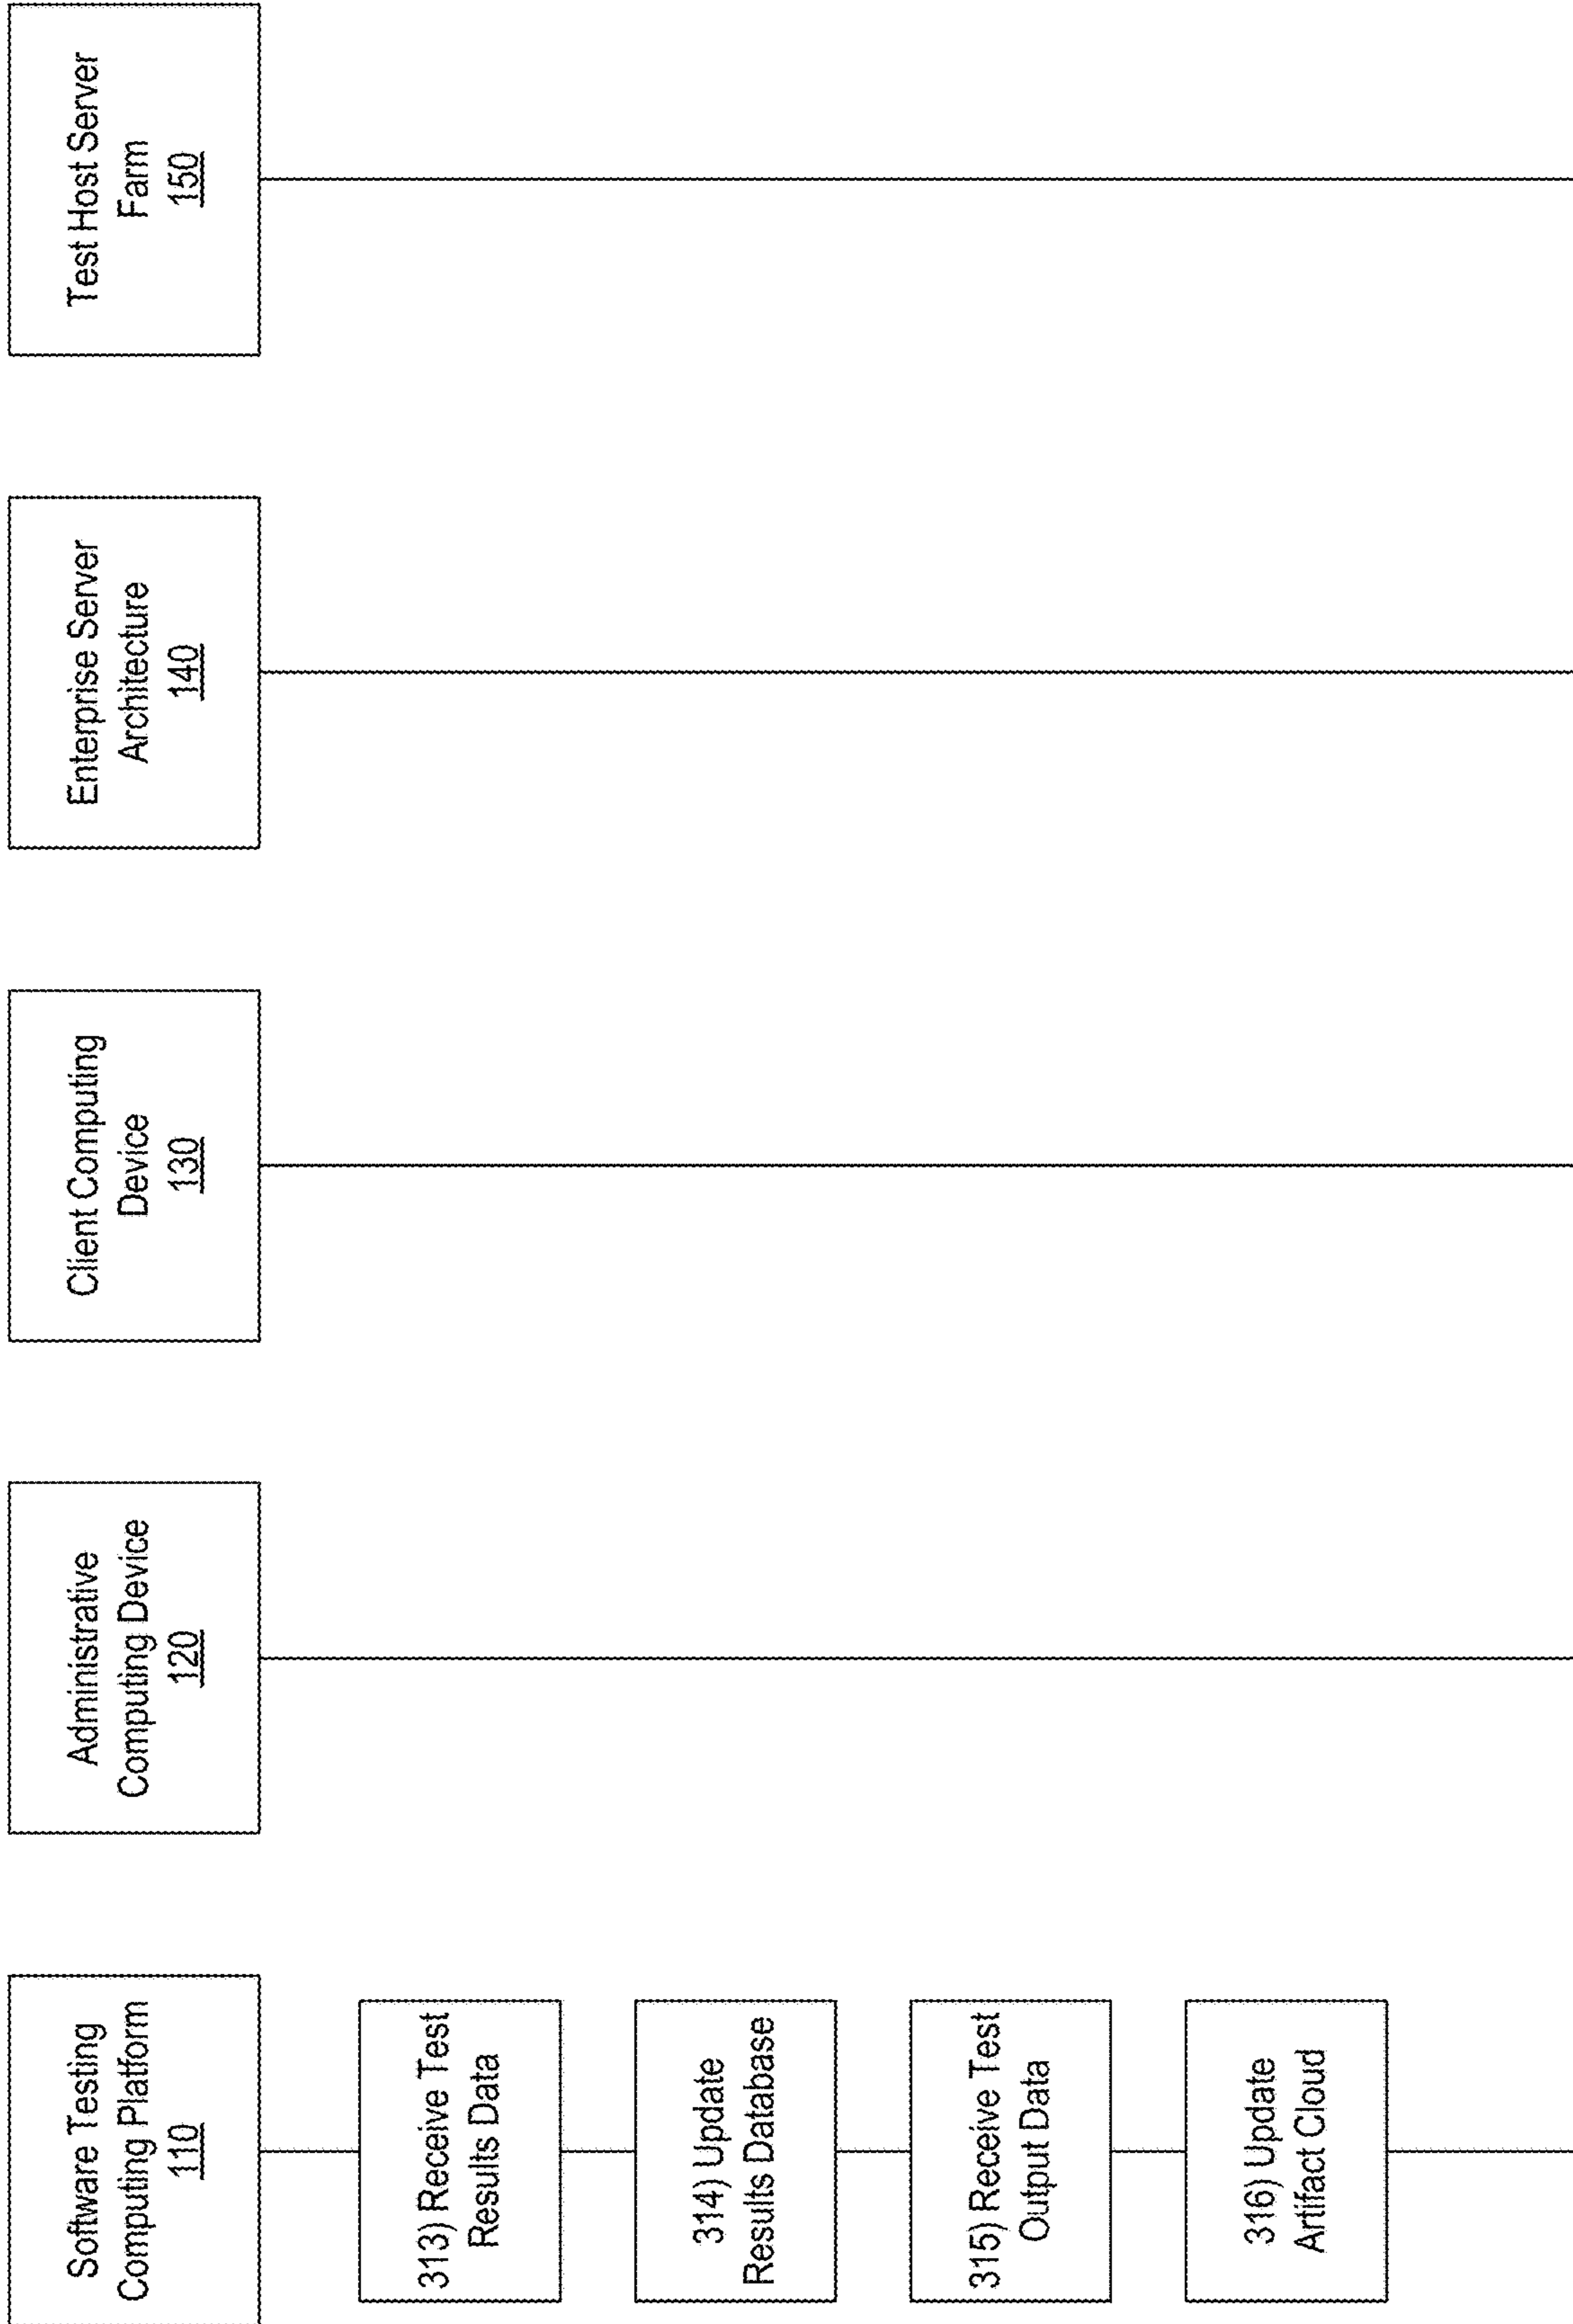 Software Testing
Computing Platform
110
Administrative
Computing Device
120
Client Computing
Device
130
Enterprise Server
Architecture
140
Test Host Server
Farm
150
313) Receive Test
Results Data
314) Update
Results Database
315) Receive Test
Output Data
316) Update
Artifact Cloud